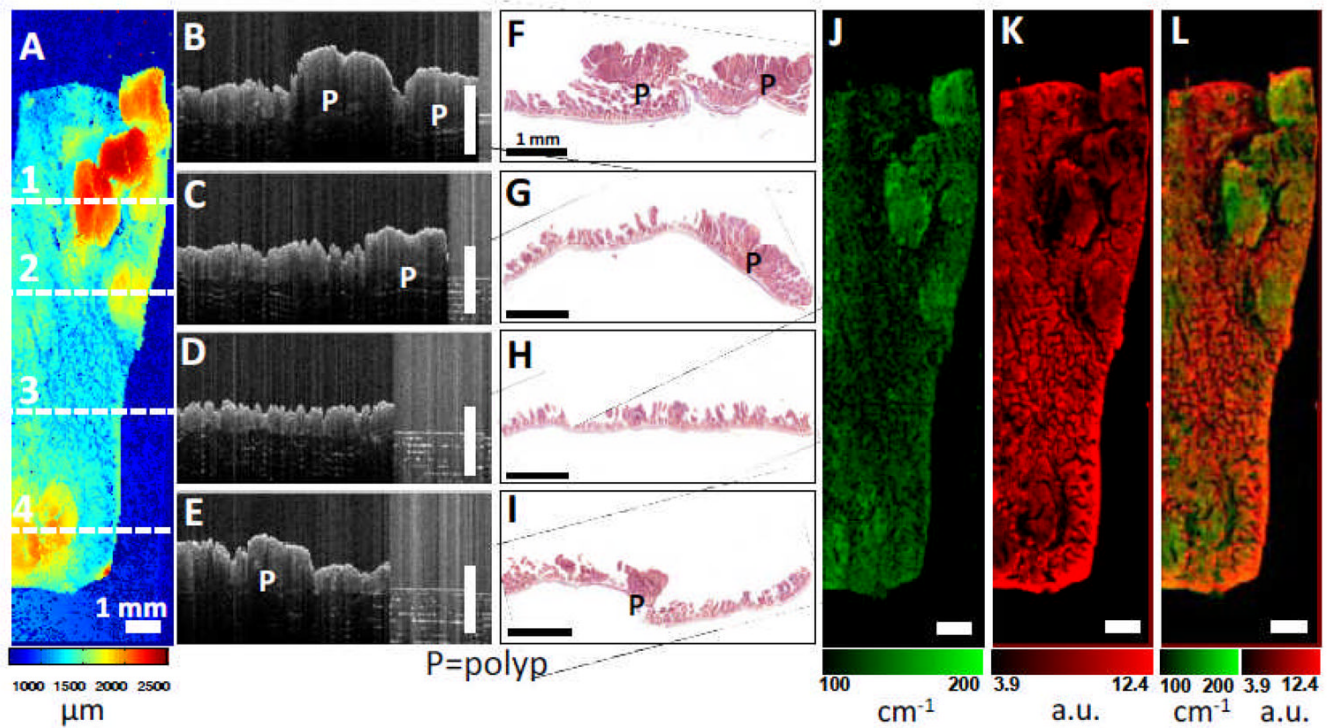 A
B
P
P
F
P
P
1 mm
J
K
L
1
C
P
G
P
2
D
H
3
E
P
I
P
4
1 mm
1000 1500 2000 2500
μm
P=polyp
100 200
cm-1
3.9 12.4
a.u.
100 200 3.9 12.4
cm-1 a.u.